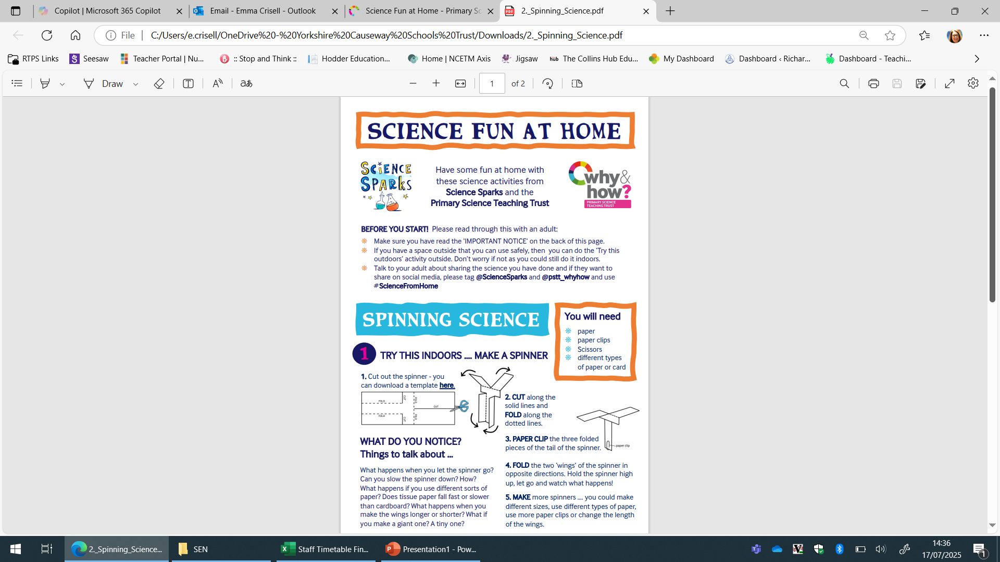 Copilot | Microsoft 365 Copilot
Email - Emma Crisell - Outlook
Science Fun at Home - Primary Sc
2._Spinning_Science.pdf
File
C:/Users/e.crisell/OneDrive%20-%20Yorkshire%20Causeway%20Schools%20Trust/Downloads/2._Spinning_Science.pdf
RTPS Links
Seesaw
Teacher Portal | Nu...
:: Stop and Think ::
Hodder Education...
Home | NCETM Axis
Jigsaw
hub The Collins Hub Edu...
My Dashboard
Dashboard ‹ Richar...
Dashboard - Teachi...
Draw
1 of 2
SCIENCE FUN AT HOME
SCIENCE
SPARKS
Have some fun at home with
these science activities from
Science Sparks and the
Primary Science Teaching Trust
why&
how?
PRIMARY SCIENCE
TEACHING TRUST
BEFORE YOU START! Please read through this with an adult:
Make sure you have read the 'IMPORTANT NOTICE' on the back of this page.
If you have a space outside that you can use safely, then you can do the 'Try this
outdoors' activity outside. Don't worry if not as you could still do it indoors.
Talk to your adult about sharing the science you have done and if they want to
share on social media, please tag @ScienceSparks and @pstt_whyhow and use
#ScienceFromHome
SPINNING SCIENCE
You will need
paper
paper clips
Scissors
different types
of paper or card
1 TRY THIS INDOORS .... MAKE A SPINNER
1. Cut out the spinner - you
can download a template here.
FOLD
CUT
FOLD
CUT
FOLD
CUT
FOLD
2. CUT along the
solid lines and
FOLD along the
dotted lines.
3. PAPER CLIP the three folded
pieces of the tail of the spinner.
paper clip
4. FOLD the two 'wings' of the spinner in
opposite directions. Hold the spinner high
up, let go and watch what happens!
5. MAKE more spinners .... you could make
different sizes, use different types of paper,
use more paper clips or change the length
of the wings.
WHAT DO YOU NOTICE?
Things to talk about ...
What happens when you let the spinner go?
Can you slow the spinner down? How?
What happens if you use different sorts of
paper? Does tissue paper fall fast or slower
than cardboard? What happens when you
make the wings longer or shorter? What if
you make a giant one? A tiny one?
2._Spinning_Science...
SEN
Staff Timetable Fin...
Presentation1 - Pow...
14:36
17/07/2025
1